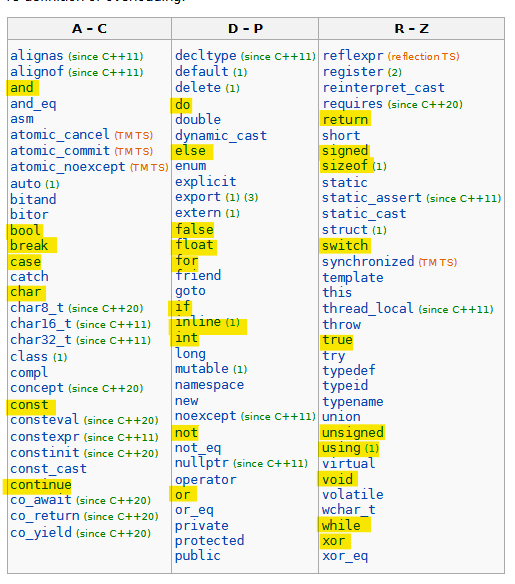 A – C
alignas (since C++11)
alignof (since C++11)
and
and_eq
asm
atomic_cancel (TM TS)
atomic_commit (TM TS)
atomic_noexcept (TM TS)
auto (1)
bitand
bitor
bool
break
case
catch
char
char8_t (since C++20)
char16_t (since C++11)
char32_t (since C++11)
class (1)
compl
concept (since C++20)
const
consteval (since C++20)
constexpr (since C++11)
constinit (since C++20)
const_cast
continue
co_await (since C++20)
co_return (since C++20)
co_yield (since C++20)
D – P
decltype (since C++11)
default (1)
delete (1)
do
double
dynamic_cast
else
enum
explicit
export (1) (3)
extern (1)
false
float
for
friend
goto
if
inline (1)
int
long
mutable (1)
namespace
new
noexcept (since C++11)
not
not_eq
nullptr (since C++11)
operator
or
or_eq
private
protected
public
R – Z
reflexpr (reflection TS)
register (2)
reinterpret_cast
requires (since C++20)
return
short
signed
sizeof (1)
static
static_assert (since C++11)
static_cast
struct (1)
switch
synchronized (TM TS)
template
this
thread_local (since C++11)
throw
true
try
typedef
typeid
typename
union
unsigned
using (1)
virtual
void
volatile
wchar_t
while
xor
xor_eq